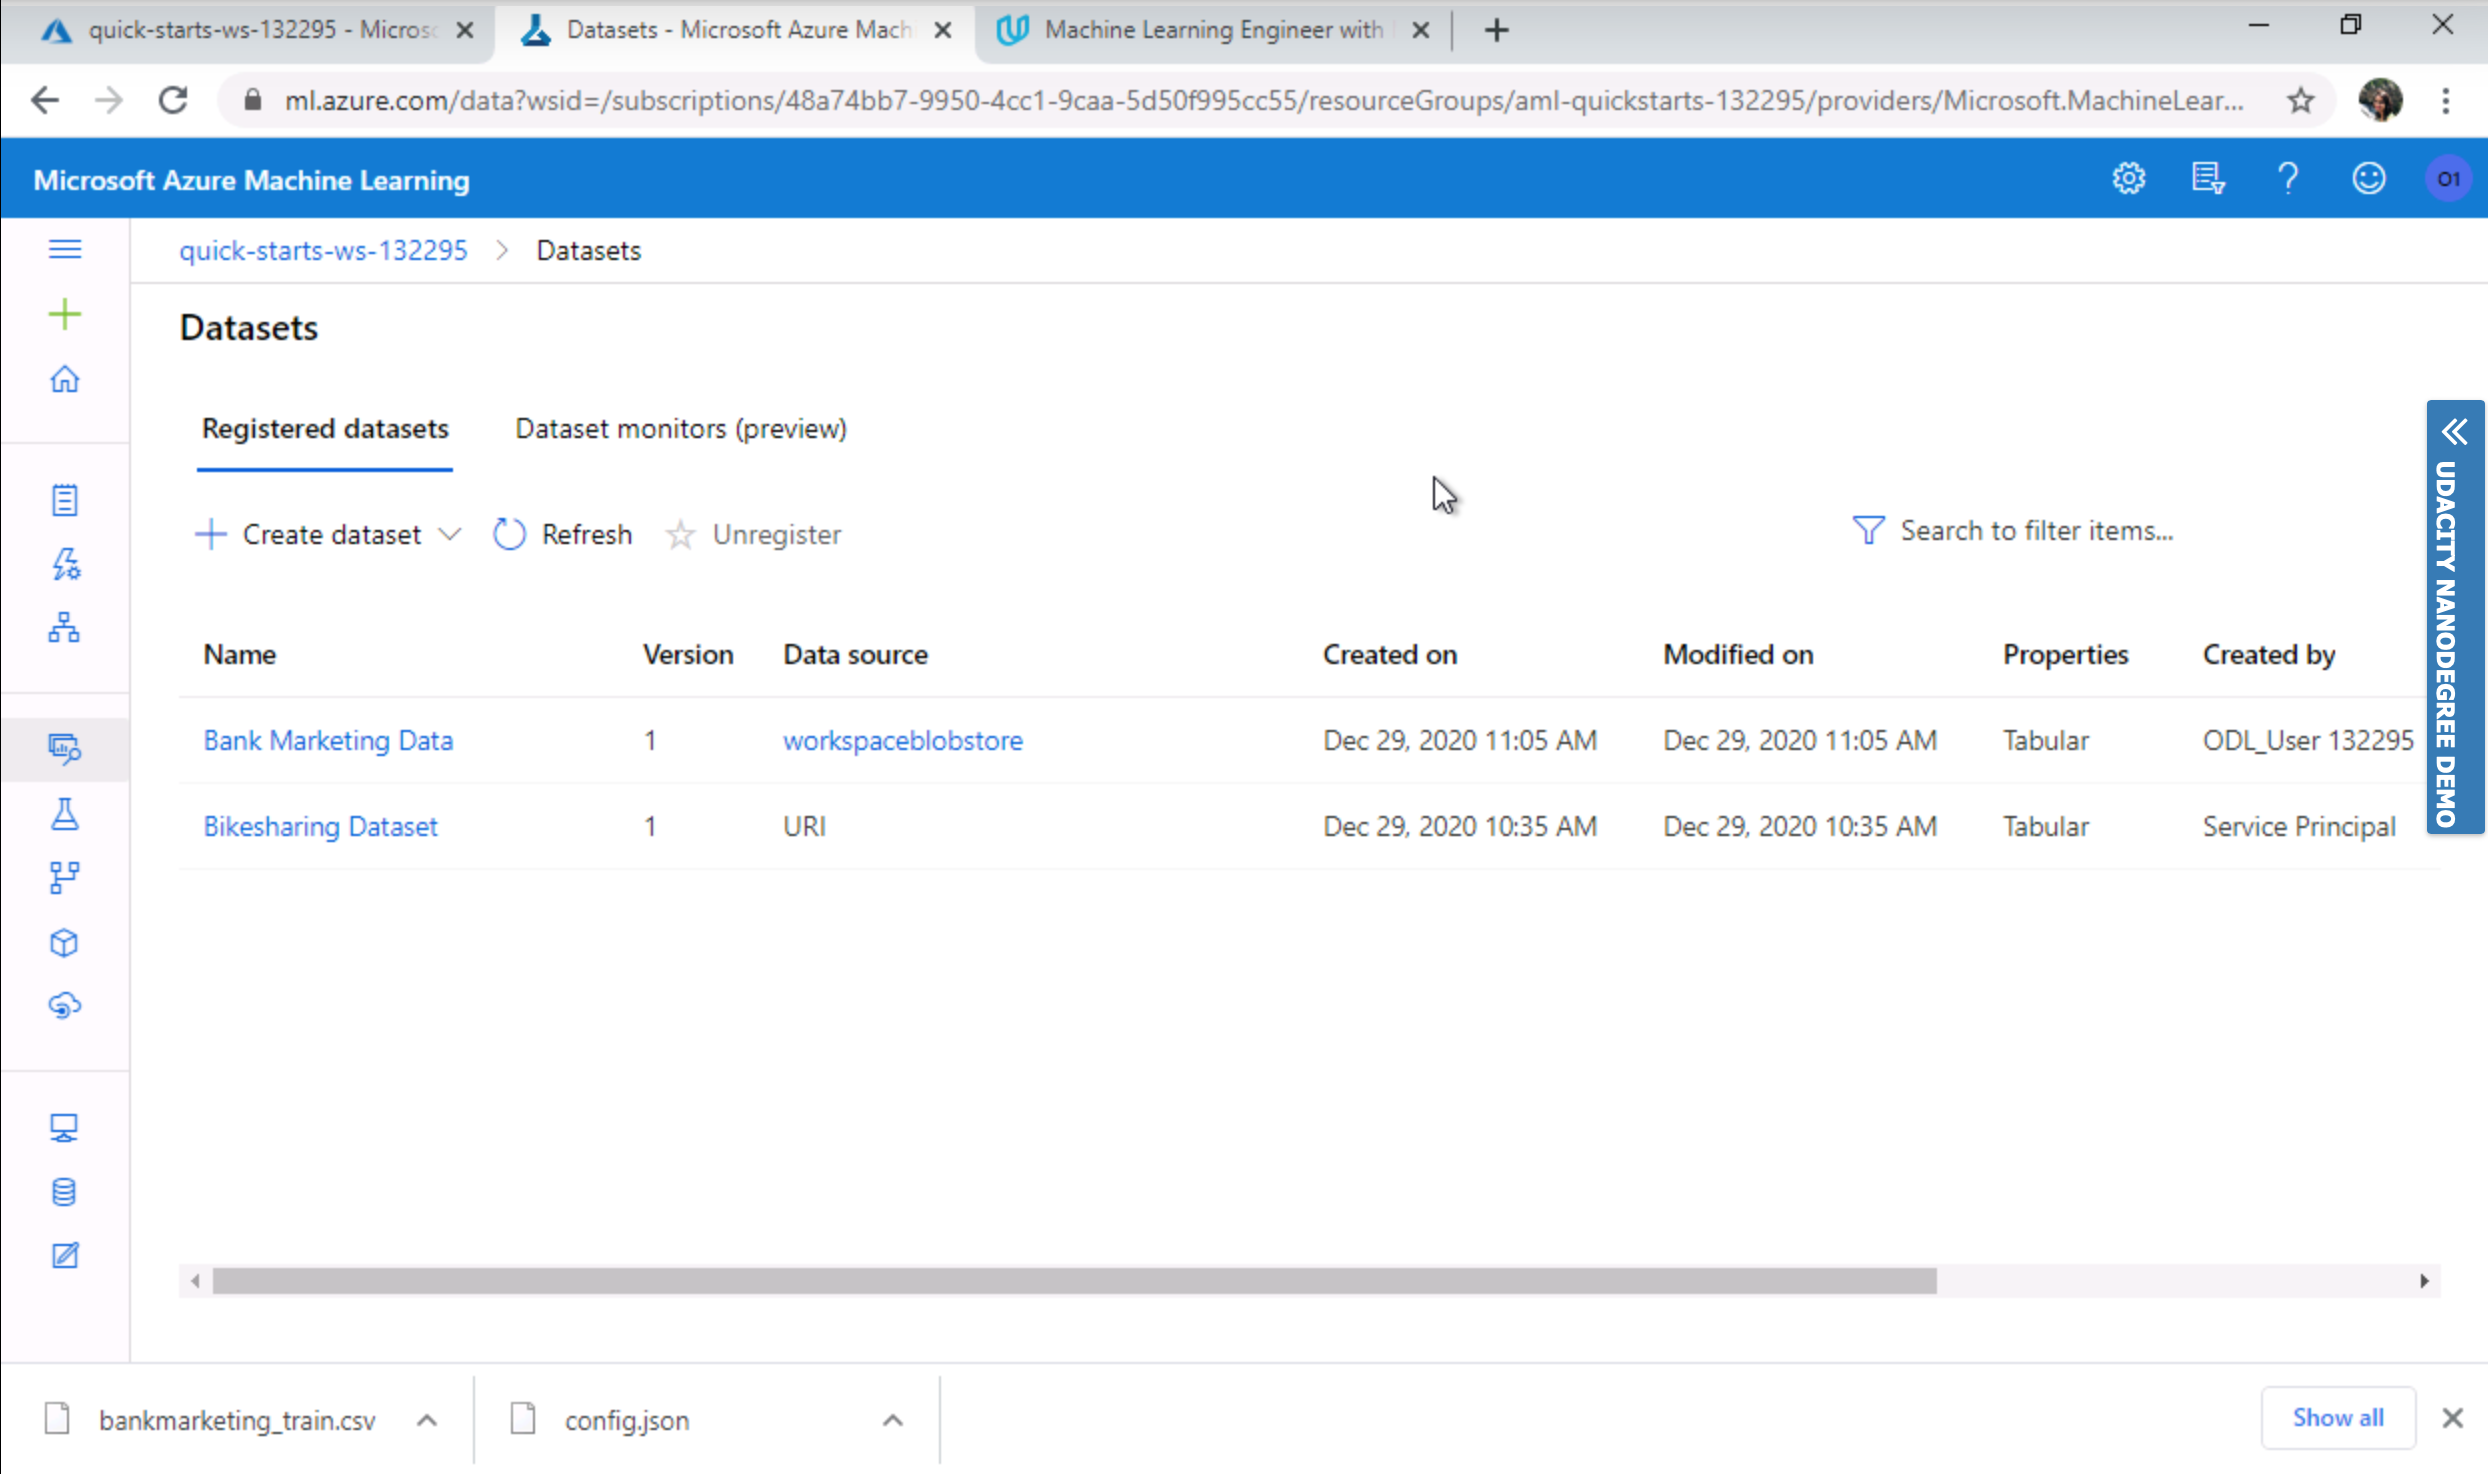 quick-starts-ws-132295 - Micros
Datasets - Microsoft Azure Mach
Machine Learning Engineer with
ml.azure.com/data?wsid=/subscriptions/48a74bb7-9950-4cc1-9caa-5d50f995cc55/resourceGroups/aml-quickstarts-132295/providers/Microsoft.MachineLear...
Microsoft Azure Machine Learning
01
quick-starts-ws-132295 > Datasets
Datasets
Registered datasets Dataset monitors (preview)
Create dataset Refresh Unregister Search to filter items...
Name Version Data source Created on Modified on Properties Created by
Bank Marketing Data 1 workspaceblobstore Dec 29, 2020 11:05 AM Dec 29, 2020 11:05 AM Tabular ODL_User 132295
Bikesharing Dataset 1 URI Dec 29, 2020 10:35 AM Dec 29, 2020 10:35 AM Tabular Service Principal
UDACITY NANODEGREE DEMO
bankmarketing_train.csv config.json Show all